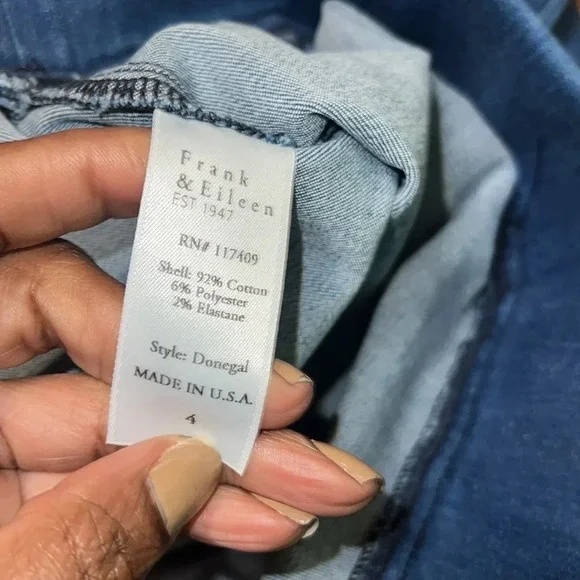 Frank
& Eileen
EST 1947
RN# 117409
Shell: 92% Cotton
6% Polyester
2% Elastane
Style: Donegal
MADE IN U.S.A.
4